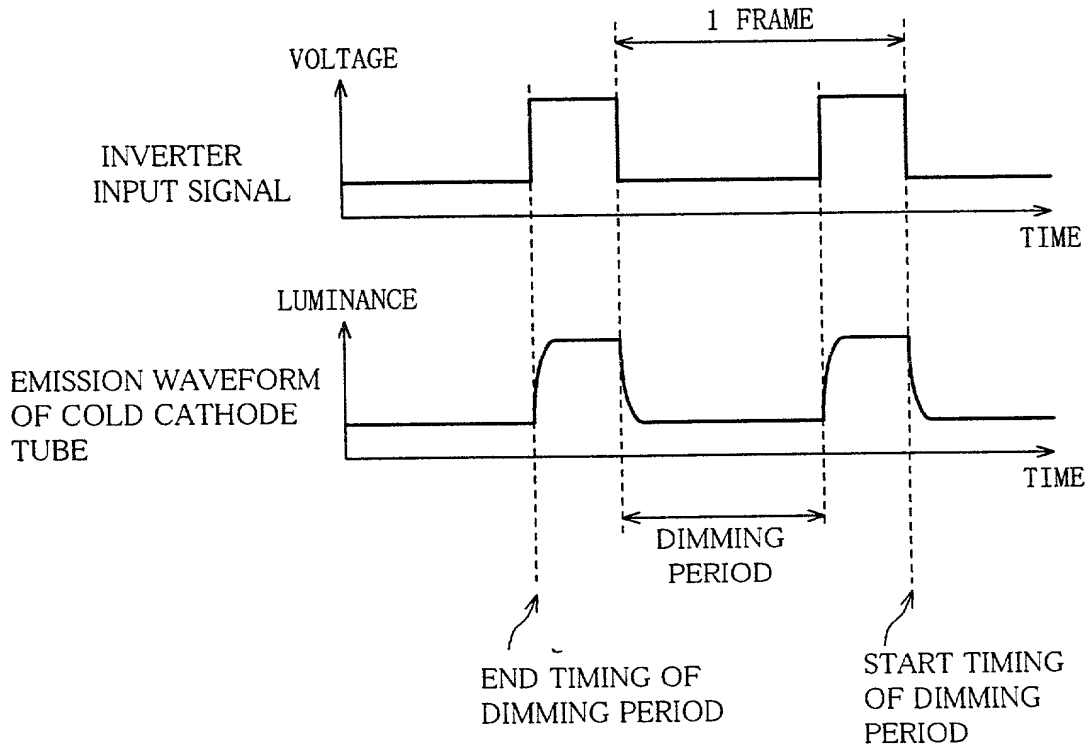 1 FRAME
VOLTAGE
INVERTER
INPUT SIGNAL
TIME
LUMINANCE
EMISSION WAVEFORM
OF COLD CATHODE
TUBE
TIME
DIMMING
PERIOD
END TIMING OF
DIMMING PERIOD
START TIMING
OF DIMMING
PERIOD